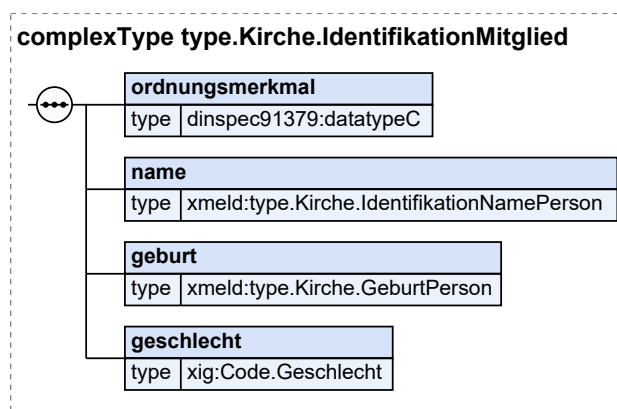 complexType type.Kirche.IdentifikationMitglied
ordnungsmerkmal
type dinspec91379:datatypeC
name
type xmeld:type.Kirche.IdentifikationNamePerson
geburt
type xmeld:type.Kirche.GeburtPerson
geschlecht
type xig:Code.Geschlecht